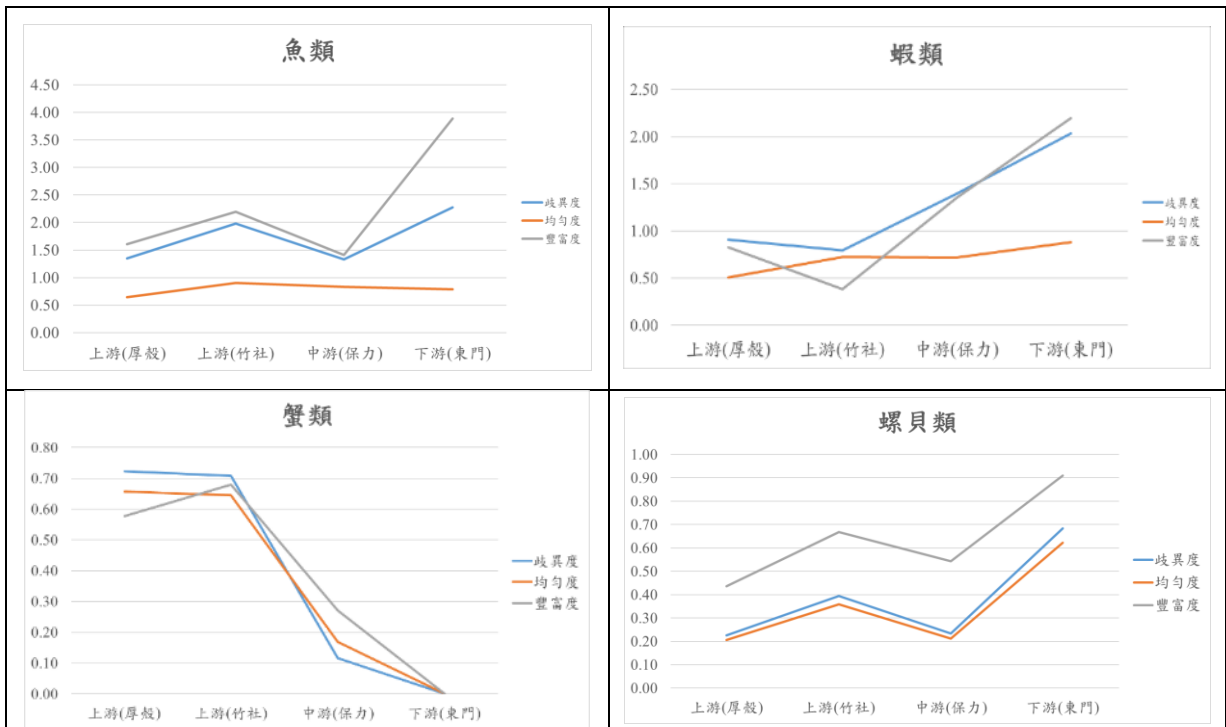 魚類
4.50
4.00
3.50
3.00
2.50
2.00
1.50
1.00
0.50
0.00
上游(厚殼) 上游(竹社) 中游(保力) 下游(東門)
歧異度
均勻度
豐富度
蝦類
2.50
2.00
1.50
1.00
0.50
0.00
上游(厚殼) 上游(竹社) 中游(保力) 下游(東門)
歧異度
均勻度
豐富度
蟹類
0.80
0.70
0.60
0.50
0.40
0.30
0.20
0.10
0.00
上游(厚殼) 上游(竹社) 中游(保力) 下游(東門)
歧異度
均勻度
豐富度
螺貝類
1.00
0.90
0.80
0.70
0.60
0.50
0.40
0.30
0.20
0.10
0.00
上游(厚殼) 上游(竹社) 中游(保力) 下游(東門)
歧異度
均勻度
豐富度